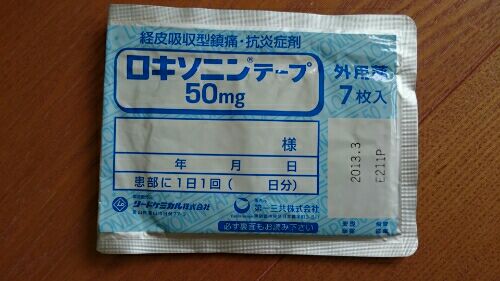 経皮吸収型鎮痛・抗炎症剤
ロキソニン®テープ
50mg
外用薬
7枚入
様
年 月 日
患部に1日1回( 日分)
2013.3
E211P
リードケミカル株式会社
第一三共株式会社
必ず裏面もお読み下さい